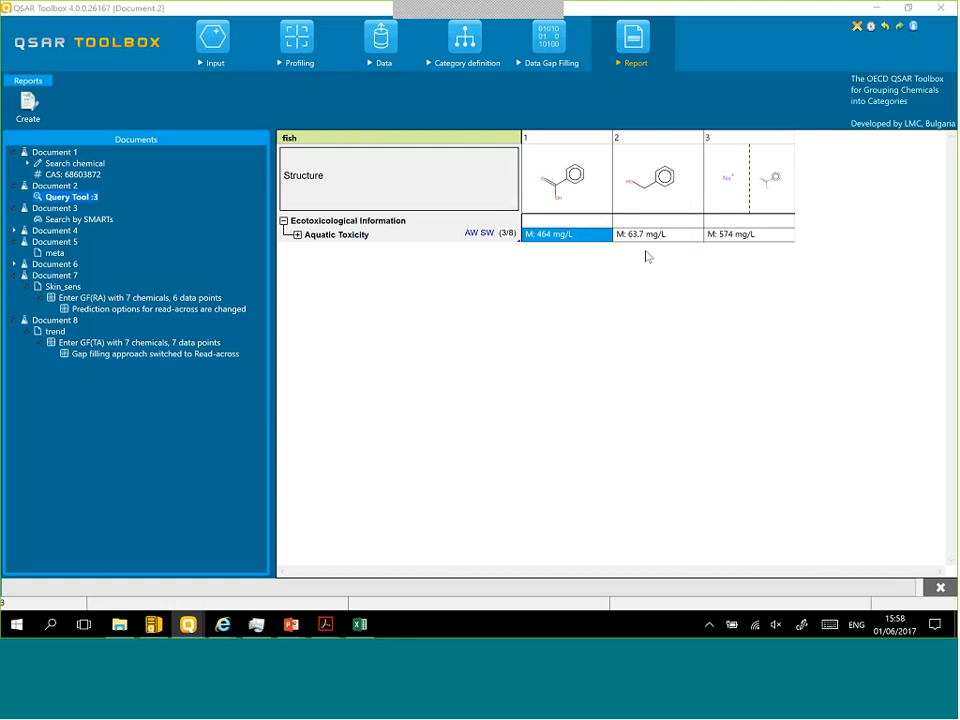 QSAR Toolbox 4.0.0.26167 [Document 2]
QSAR TOOLBOX
Input
Profiling
Data
Category definition
Data Gap Filling
Report
01010
01 0
10100
The OECD QSAR Toolbox
for Grouping Chemicals
into Categories
Developed by LMC, Bulgaria
Reports
Create
Documents
Document 1
Search chemical
CAS: 68603872
Document 2
Query Tool :3
Document 3
Search by SMARTs
Document 4
Document 5
meta
Document 6
Document 7
Skin_sens
Enter GF(RA) with 7 chemicals, 6 data points
Prediction options for read-across are changed
Document 8
trend
Enter GF(TA) with 7 chemicals, 7 data points
Gap filling approach switched to Read-across
fish 1 2 3
Structure
Ecotoxicological Information
Aquatic Toxicity AW SW (3/8) M: 464 mg/L M: 63.7 mg/L M: 574 mg/L
3
ENG
15:58
01/06/2017